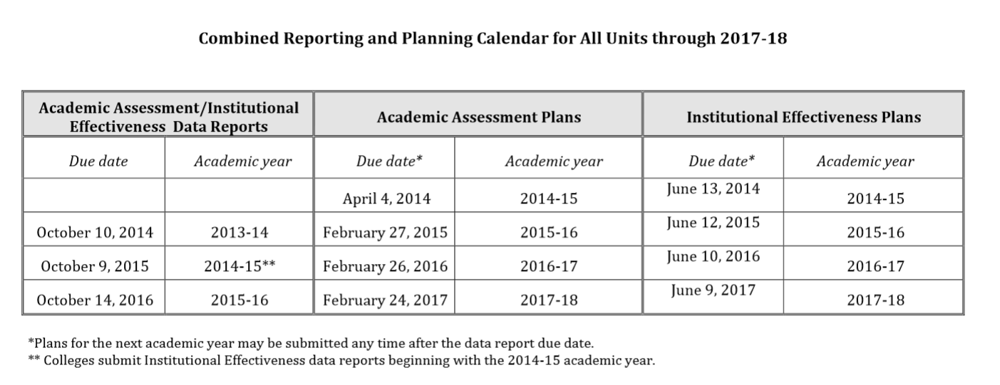 Combined Reporting and Planning Calendar for All Units through 2017-18
Academic Assessment/Institutional
Effectiveness Data Reports
Academic Assessment Plans
Institutional Effectiveness Plans
Due date
Academic year
Due date*
Academic year
Due date*
Academic year
April 4, 2014
2014-15
June 13, 2014
2014-15
October 10, 2014
2013-14
February 27, 2015
2015-16
June 12, 2015
2015-16
October 9, 2015
2014-15**
February 26, 2016
2016-17
June 10, 2016
2016-17
October 14, 2016
2015-16
February 24, 2017
2017-18
June 9, 2017
2017-18
*Plans for the next academic year may be submitted any time after the data report due date.
** Colleges submit Institutional Effectiveness data reports beginning with the 2014-15 academic year.